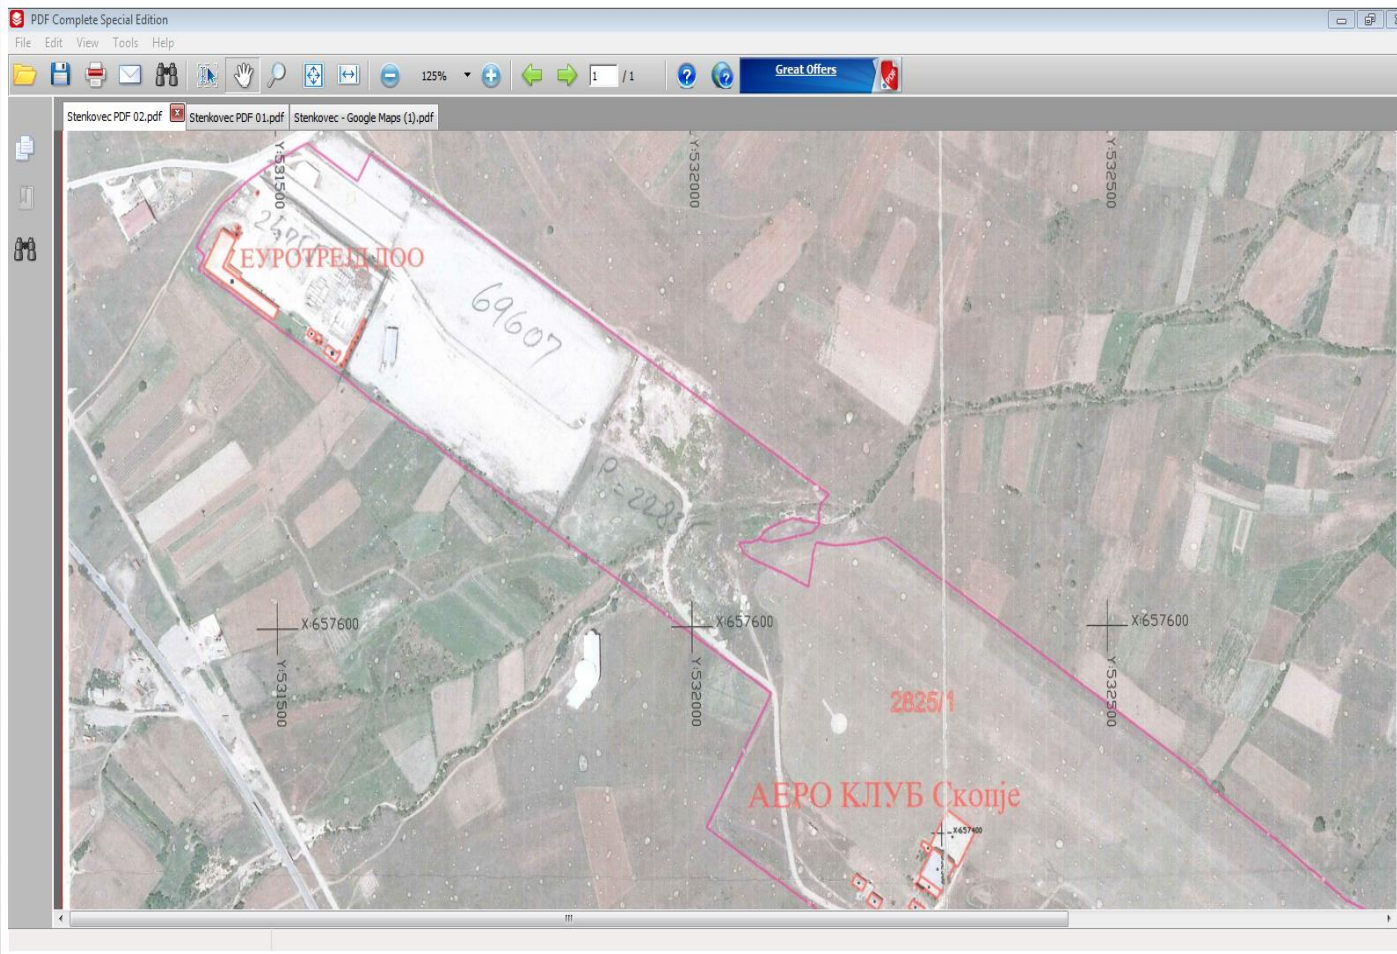 PDF Complete Special Edition
File Edit View Tools Help
125%
1 / 1
Great Offers
Stenkovec PDF 02.pdf
Stenkovec PDF 01.pdf
Stenkovec - Google Maps (1).pdf
Y:531500
Y:532000
Y:532500
ЕУРОТРЕЈД ДОО
69607
X:657600
X:657600
X:657600
Y:531500
Y:532000
Y:532500
2825/1
АЕРО КЛУБ Скопје
X:657400